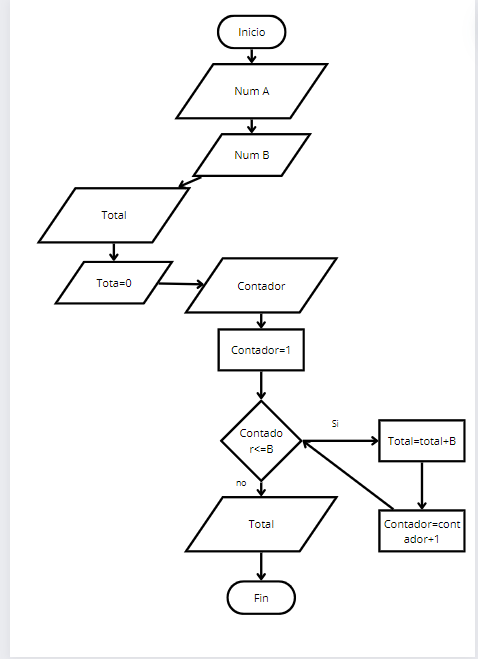 Inicio
Num A
Num B
Total
Tota=0
Contador
Contador=1
Contado
r<=B
Si
Total=total+B
Contador=cont
ador+1
no
Total
Fin